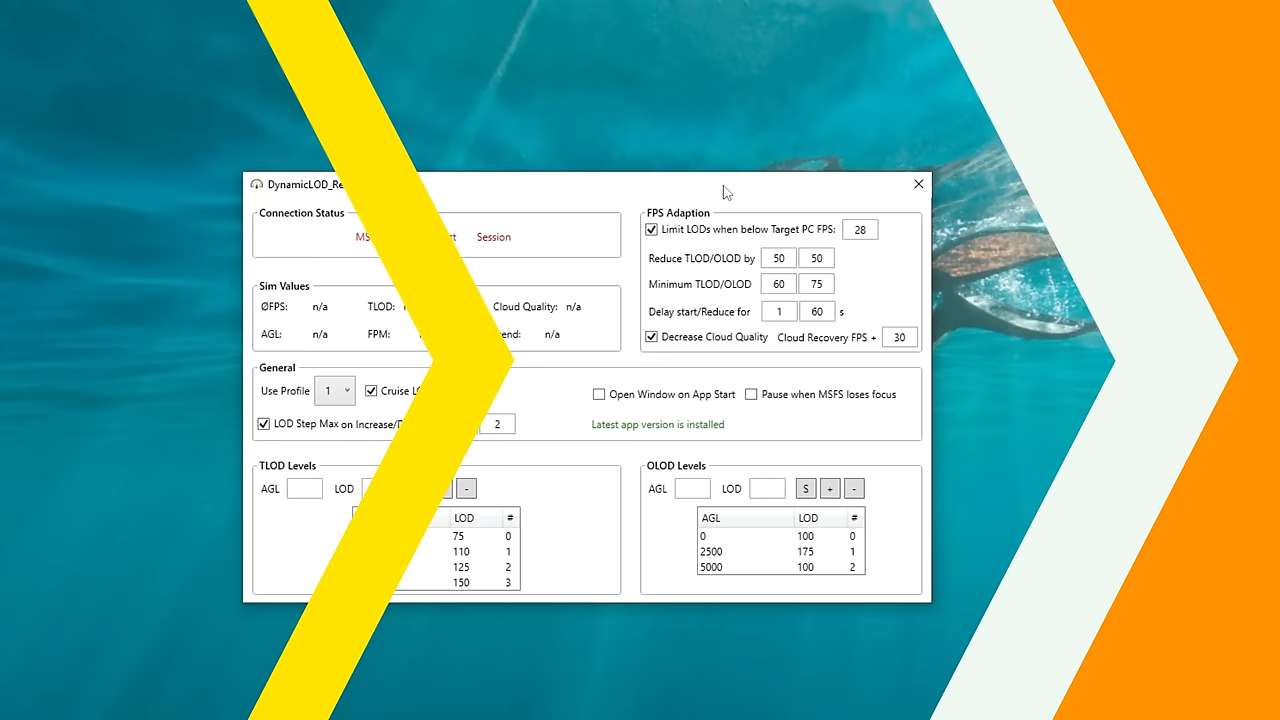 DynamicLOD_Re
Connection Status
Session
Sim Values
ØFPS: n/a TLOD: Cloud Quality: n/a
AGL: n/a FPM: n/a
General
Use Profile 1 Cruise
LOD Step Max on Increase/ 2
TLOD Levels
AGL LOD -
LOD #
75 0
110 1
125 2
150 3
FPS Adaption
Limit LODs when below Target PC FPS: 28
Reduce TLOD/OLOD by 50 50
Minimum TLOD/OLOD 60 75
Delay start/Reduce for 1 60 s
Decrease Cloud Quality Cloud Recovery FPS + 30
Open Window on App Start Pause when MSFS loses focus
Latest app version is installed
OLOD Levels
AGL LOD S + -
AGL LOD #
0 100 0
2500 175 1
5000 100 2